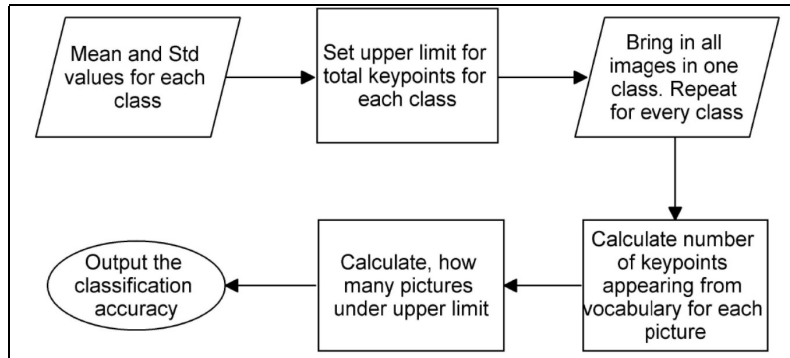 Mean and Std
values for each
class
Set upper limit for
total keypoints for
each class
Bring in all
images in one
class. Repeat
for every class
Calculate number
of keypoints
appearing from
vocabulary for each
picture
Calculate, how
many pictures
under upper limit
Output the
classification
accuracy